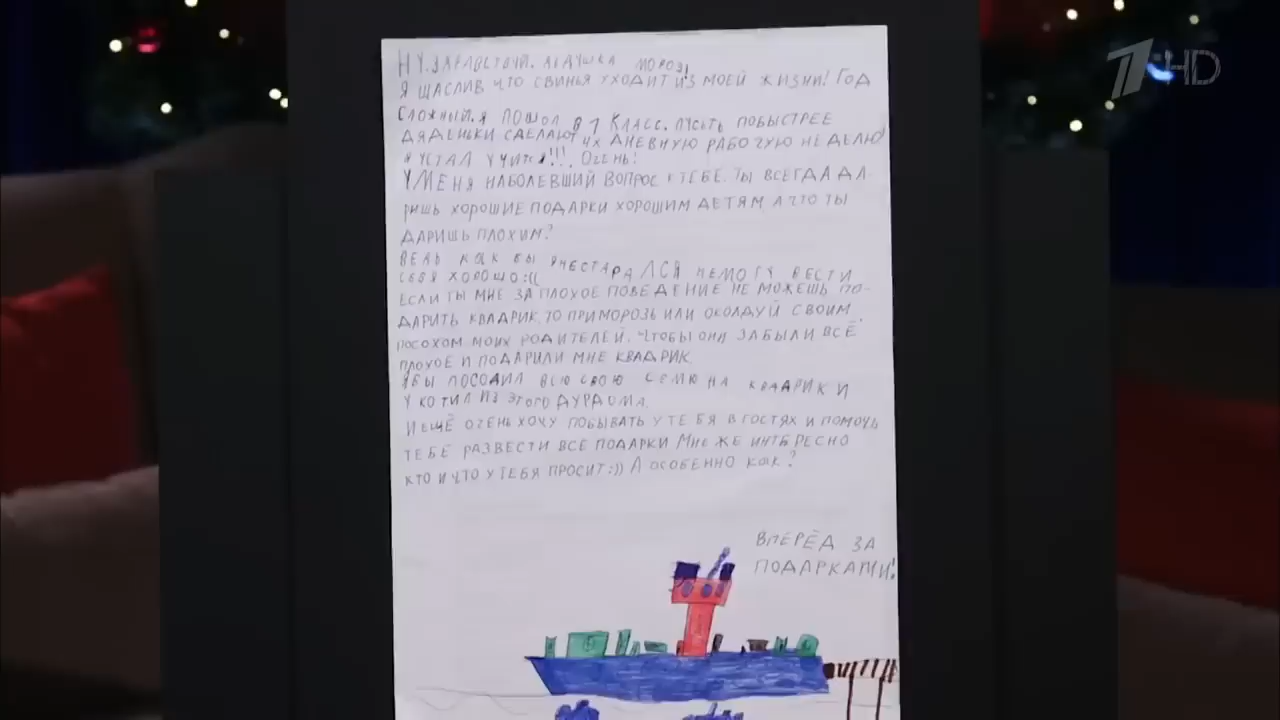 НУ. ЗДРАВСТВУЙ. ДЕДУШКА МОРОЗ!
Я ЩАСЛИВ ЧТО СВИНЬЯ УХОДИТ ИЗ МОЕЙ ЖИЗНИ! ГОД
СЛОЖНЫЙ. Я ПОШОЛ В 1 КЛАСС. ПУСТЬ ПОБЫСТРЕЕ
ДЯДЕНЬКИ СДЕЛАЮТ 4Х ДНЕВНУЮ РАБОЧУЮ НЕДЕЛЮ!
Я УСТАЛ УЧИТСЯ!!! ОЧЕНЬ!
У МЕНЯ НАБОЛЕВШИЙ ВОПРОС К ТЕБЕ. ТЫ ВСЕГДА ДА-
РИШЬ ХОРОШИЕ ПОДАРКИ ХОРОШИМ ДЕТЯМ А ЧТО ТЫ
ДАРИШЬ ПЛОХИМ?
ВЕДЬ КАК БЫ Я НЕ СТАРАЛСЯ НЕ МОГУ ВЕСТИ
СЕБЯ ХОРОШО:((
ЕСЛИ ТЫ МНЕ ЗА ПЛОХОЕ ПОВЕДЕНИЕ НЕ МОЖЕШЬ ПО-
ДАРИТЬ КВАДРИК, ТО ПРИМОРОЗЬ ИЛИ ОКОЛДУЙ СВОИМ
ПОСОХОМ МОИХ РОДИТЕЛЕЙ. ЧТОБЫ ОНИ ЗАБЫЛИ ВСЁ
ПЛОХОЕ И ПОДАРИЛИ МНЕ КВАДРИК.
Я БЫ ПОСОДИЛ ВСЮ СВОЮ СЕМЮ НА КВАДРИК И
УКОТИЛ ИЗ ЭТОГО ДУРДОМА.
И ЕЩЁ ОЧЕНЬ ХОЧУ ПОБЫВАТЬ У ТЕБЯ В ГОСТЯХ И ПОМОЧЬ
ТЕБЕ РАЗВЕСТИ ВСЕ ПОДАРКИ МНЕ ЖЕ ИНТЕРЕСНО
КТО И ЧТО У ТЕБЯ ПРОСИТ:)) А ОСОБЕННО КАК?
ВПЕРЁД ЗА
ПОДАРКАМИ!
1 HD